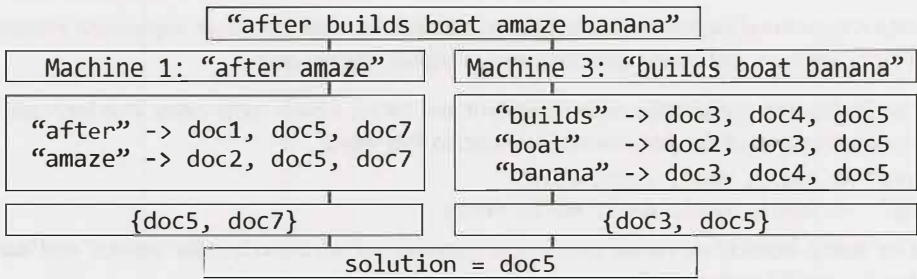 “after builds boat amaze banana”
Machine 1: “after amaze”
Machine 3: “builds boat banana”
“after” -> doc1, doc5, doc7
“amaze” -> doc2, doc5, doc7
“builds” -> doc3, doc4, doc5
“boat” -> doc2, doc3, doc5
“banana” -> doc3, doc4, doc5
{doc5, doc7}
{doc3, doc5}
solution = doc5